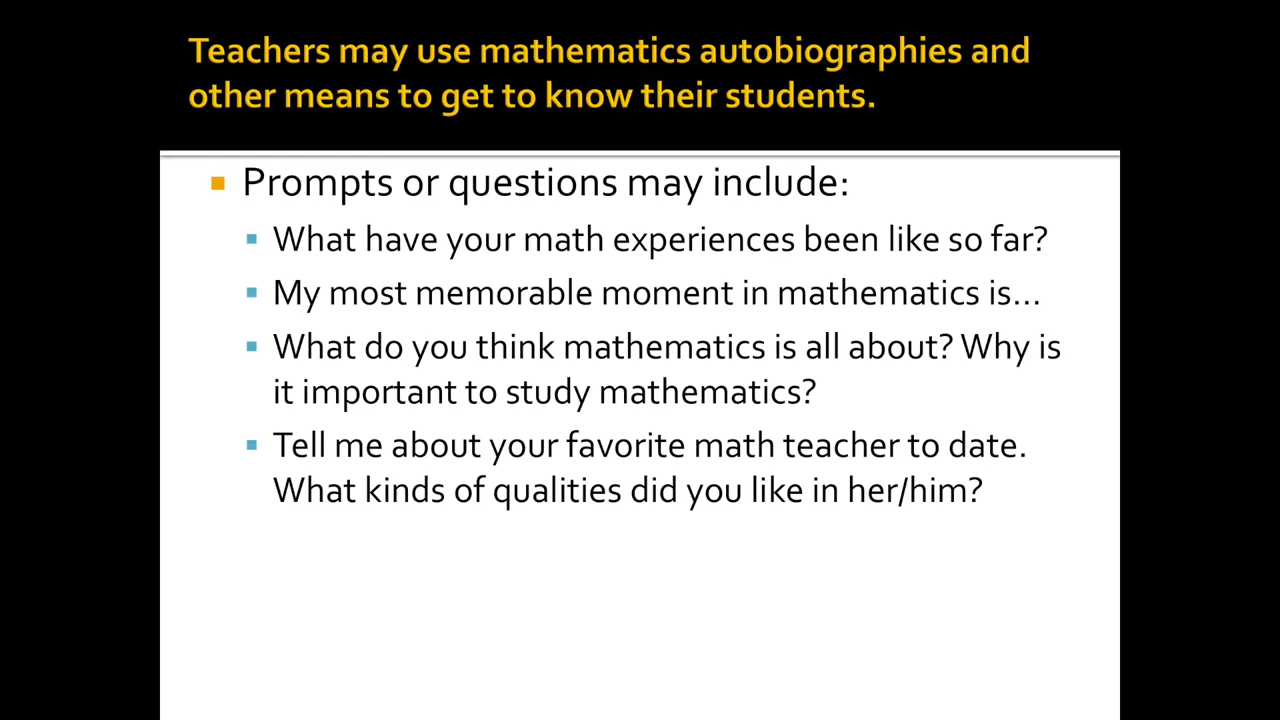 Teachers may use mathematics autobiographies and
other means to get to know their students.
Prompts or questions may include:
What have your math experiences been like so far?
My most memorable moment in mathematics is...
What do you think mathematics is all about? Why is
it important to study mathematics?
Tell me about your favorite math teacher to date.
What kinds of qualities did you like in her/him?